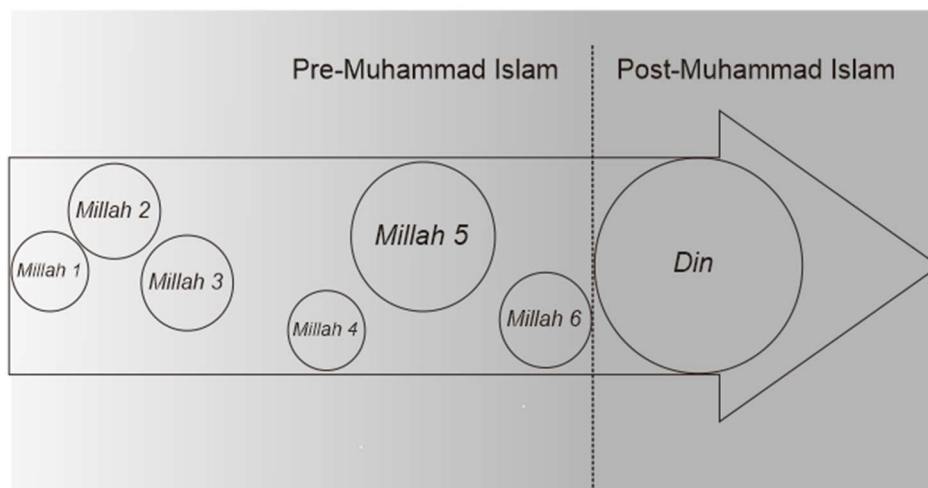 Pre-Muhammad Islam
Post-Muhammad Islam
Millah 1
Millah 2
Millah 3
Millah 4
Millah 5
Millah 6
Din